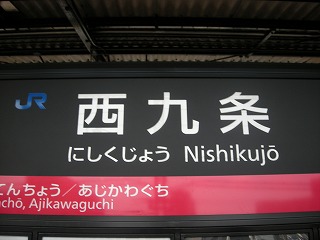 JR 西九条
にしくじょう Nishikujō
てんちょう／あじかわぐち
chō, Ajikawaguchi